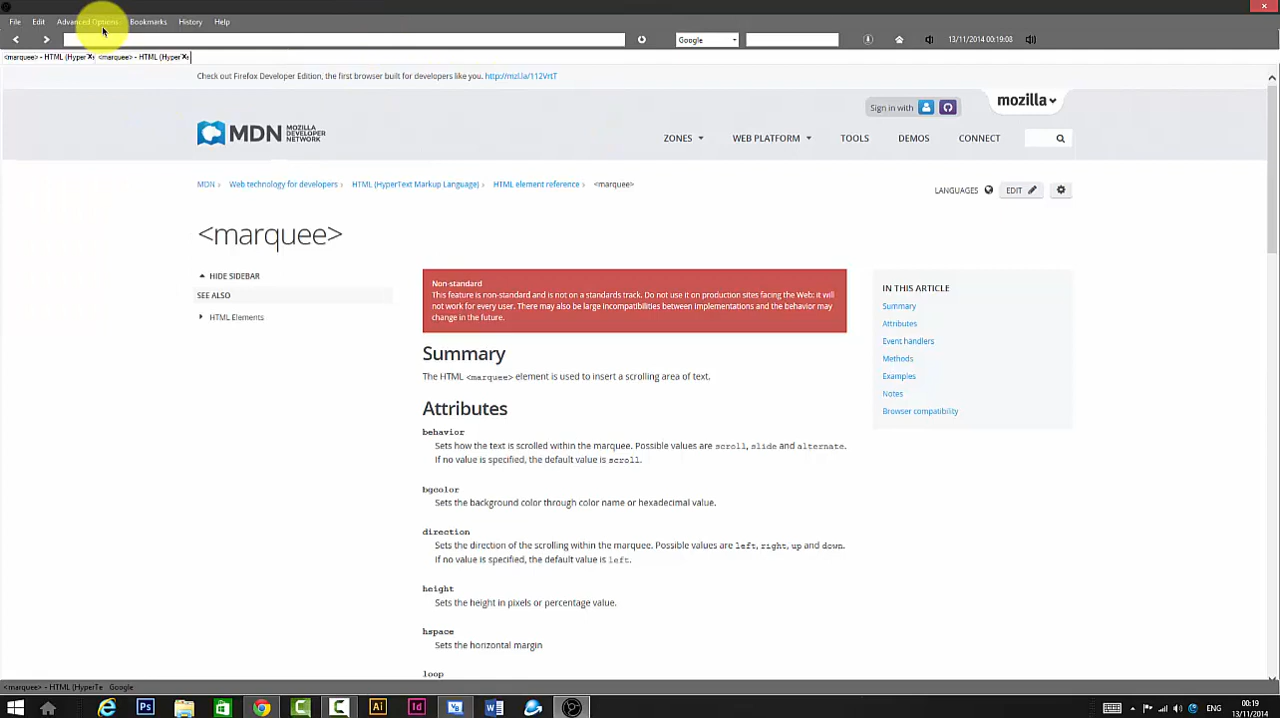 File Edit Advanced Options Bookmarks History Help
Google 13/11/2014 00:19:08
<marquee> - HTML (Hyper <marquee> - HTML (Hyper
Check out Firefox Developer Edition, the first browser built for developers like you. http://mzl.la/112VrtT
Sign in with mozilla
MDN MOZILLA DEVELOPER NETWORK
ZONES WEB PLATFORM TOOLS DEMOS CONNECT
MDN › Web technology for developers › HTML (HyperText Markup Language) › HTML element reference › <marquee>
LANGUAGES EDIT
<marquee>
HIDE SIDEBAR
SEE ALSO
HTML Elements
Non-standard
This feature is non-standard and is not on a standards track. Do not use it on production sites facing the Web: it will
not work for every user. There may also be large incompatibilities between implementations and the behavior may
change in the future.
Summary
The HTML <marquee> element is used to insert a scrolling area of text.
Attributes
behavior
Sets how the text is scrolled within the marquee. Possible values are scroll, slide and alternate.
If no value is specified, the default value is scroll.
bgcolor
Sets the background color through color name or hexadecimal value.
direction
Sets the direction of the scrolling within the marquee. Possible values are left, right, up and down.
If no value is specified, the default value is left.
height
Sets the height in pixels or percentage value.
hspace
Sets the horizontal margin
loop
IN THIS ARTICLE
Summary
Attributes
Event handlers
Methods
Examples
Notes
Browser compatibility
<marquee> - HTML (HyperTe Google
Ps Ai Id ENG 00:19
13/11/2014